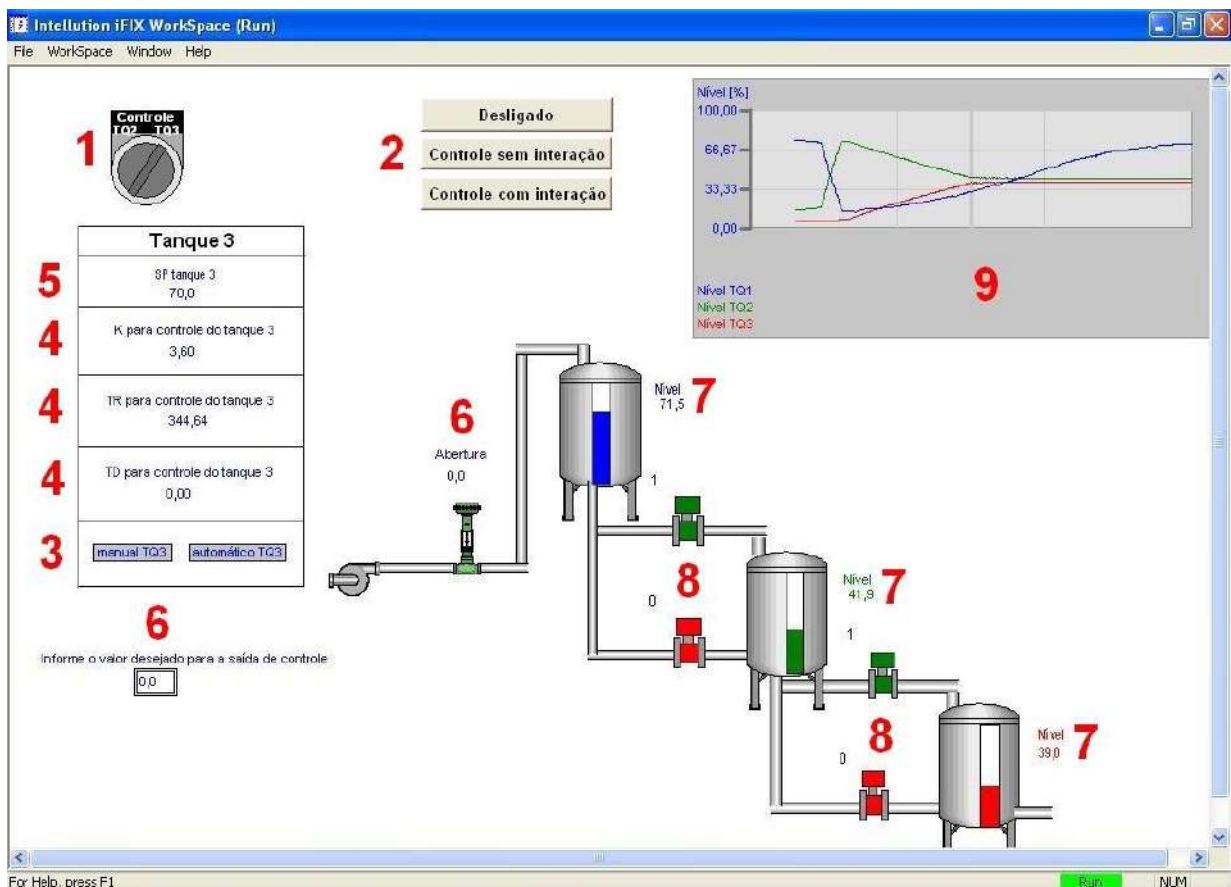 Intellution iFIX WorkSpace (Run)
File WorkSpace Window Help
Controle
TQ2 TQ3
1
2
Desligado
Controle sem interação
Controle com interação
Nível [%]
100,00
66,67
33,33
0,00
9
Nível TQ1
Nível TQ2
Nível TQ3
Tanque 3
5
SP tanque 3
70,0
4
K para controle do tanque 3
3,60
4
TR para controle do tanque 3
344,64
4
TD para controle do tanque 3
0,00
3
manual TQ3 automático TQ3
6
Informe o valor desejado para a saída de controle
0,0
6
Abertura
0,0
Nível
71,5
7
1
8
0
Nível
41,9
7
1
8
0
Nível
39,0
7
For Help, press F1
Run NUM